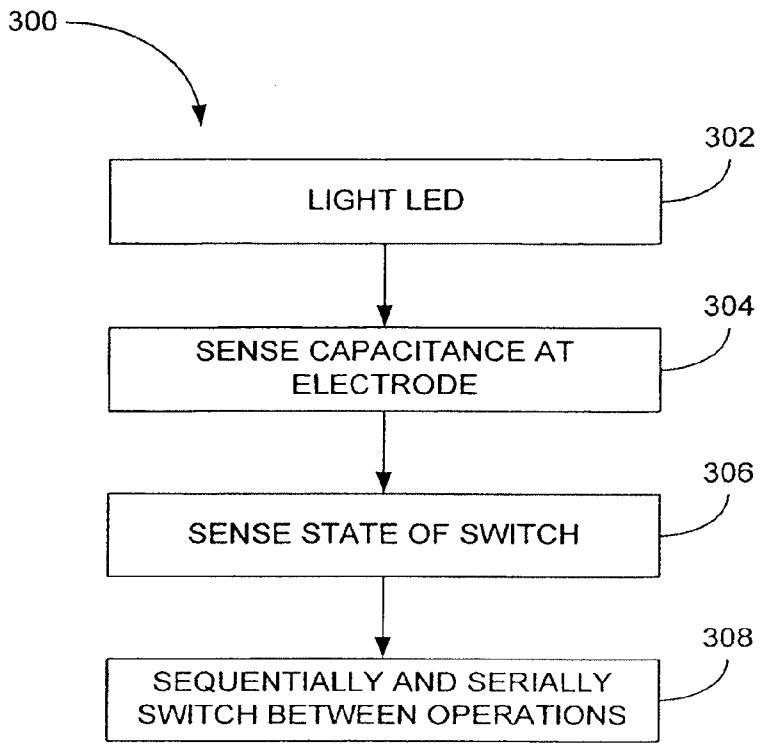 300
302
LIGHT LED
304
SENSE CAPACITANCE AT
ELECTRODE
306
SENSE STATE OF SWITCH
308
SEQUENTIALLY AND SERIALLY
SWITCH BETWEEN OPERATIONS